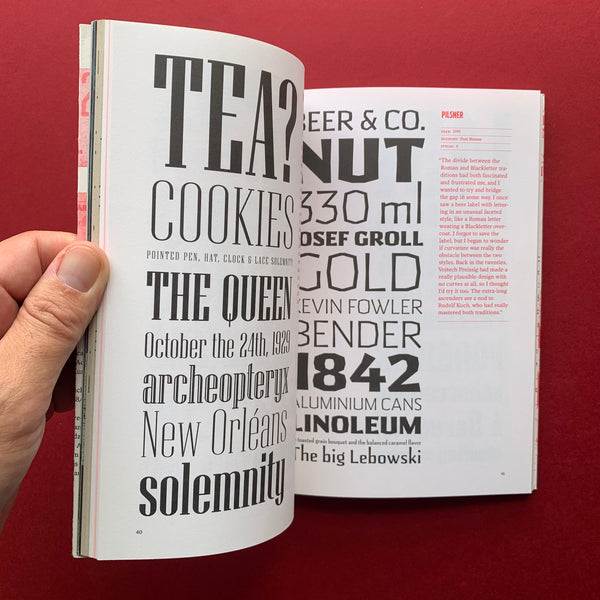 TEA?
COOKIES
POINTED PEN, HAT, CLOCK & LACE SOLEMNITY
THE QUEEN
October the 24th, 1929
archeopteryx
New Orléans
solemnity
40
BEER & CO.
NUT
330 ml
JOSEF GROLL
GOLD
KEVIN FOWLER
BENDER
1842
ALUMINIUM CANS
LINOLEUM
toasted grain bouquet and the balanced caramel flavor
The big Lebowski
PILSNER
"The divide between the
Roman and Blackletter tra-
ditions had both fascinated
and frustrated me, and I
wanted to try and bridge
the gap in some way. I once
saw a beer label with letter-
ing in an unusual faceted
style, like a Roman letter
wearing a Blackletter over-
coat. I forgot to save the
label, but I began to wonder
if curvature was really the
obstacle between the two
styles. Back in the twenties,
Vojtech Preissig had made a
really plausible design with
no curves at all, so I thought
I'd try it too. The extra-long
ascenders are a nod to
Rudolf Koch, who had really
mastered both traditions."
41